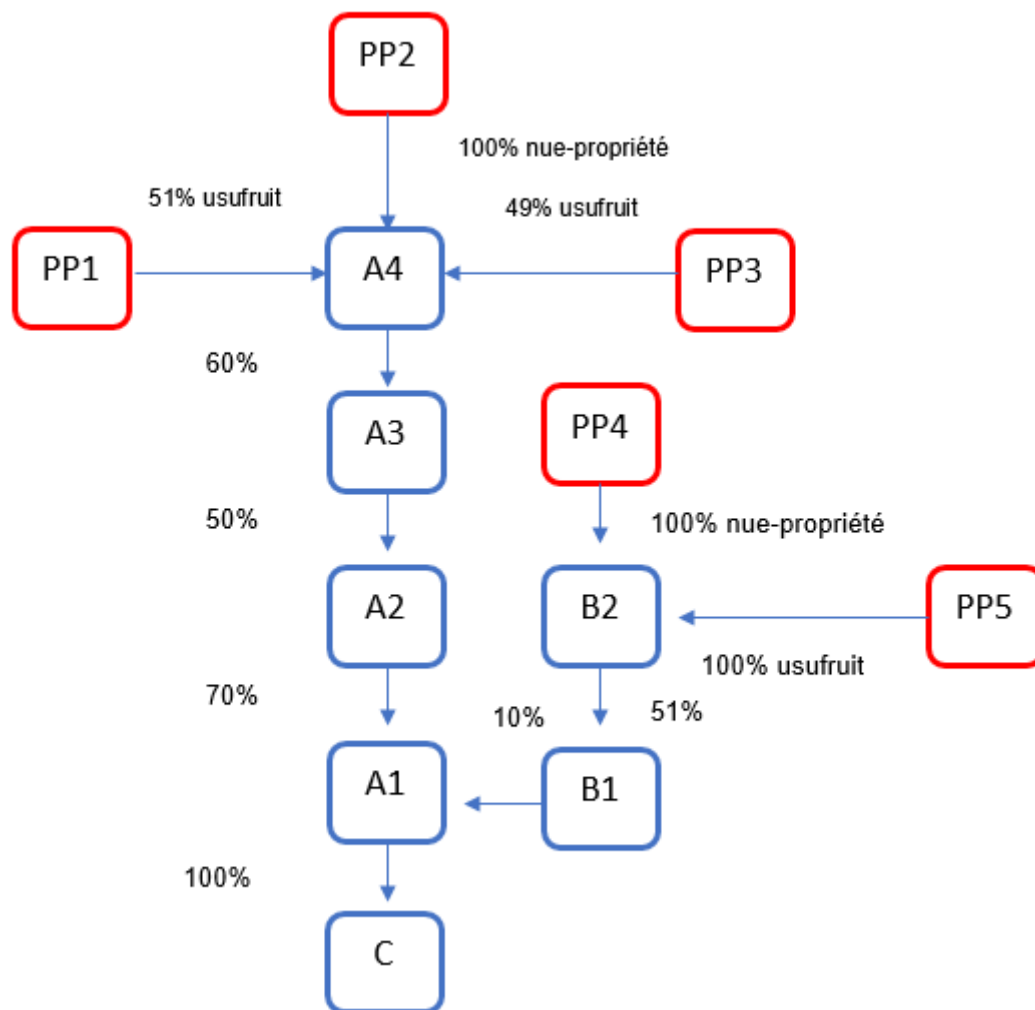 PP2
100% nue-propriété
51% usufruit
49% usufruit
PP1
A4
PP3
60%
A3
PP4
50%
100% nue-propriété
A2
B2
PP5
100% usufruit
70%
10%
51%
A1
B1
100%
C